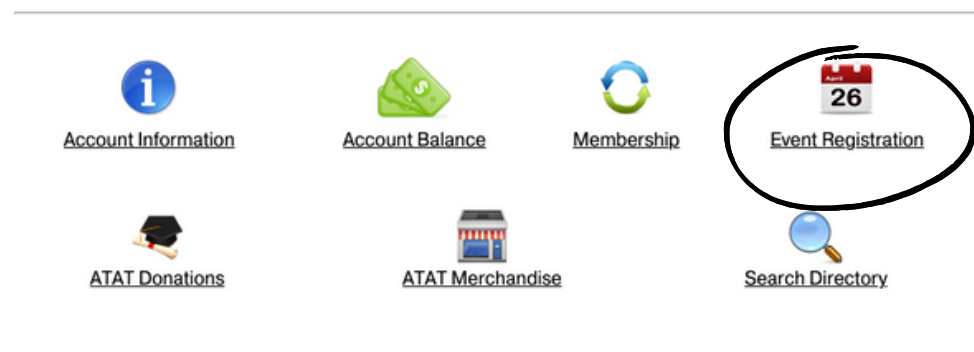 April
26
Account Information
Account Balance
Membership
Event Registration
ATAT Donations
ATAT Merchandise
Search Directory